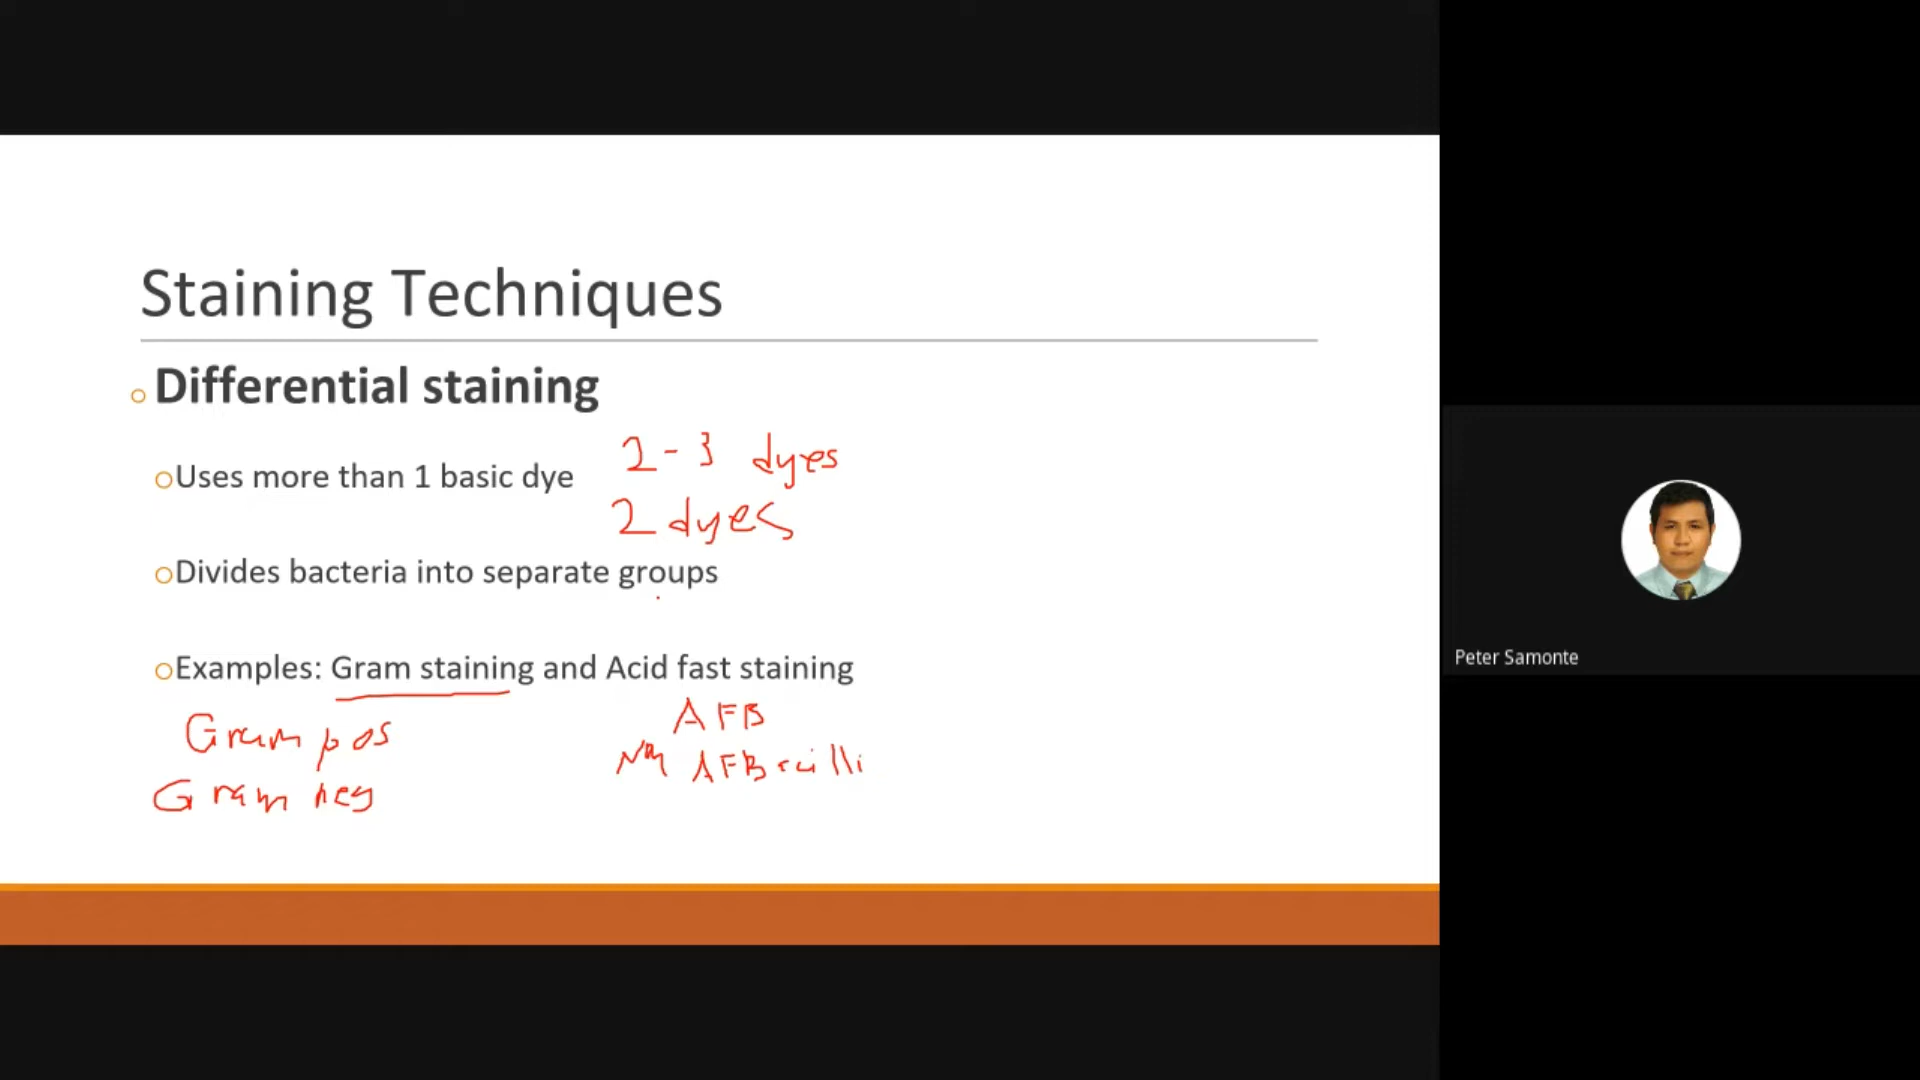 Staining Techniques
Differential staining
Uses more than 1 basic dye
2-3 dyes
2 dyes
Divides bacteria into separate groups
Examples: Gram staining and Acid fast staining
Gram pos
AFB
AFBacilli
Gram neg
Peter Samonte